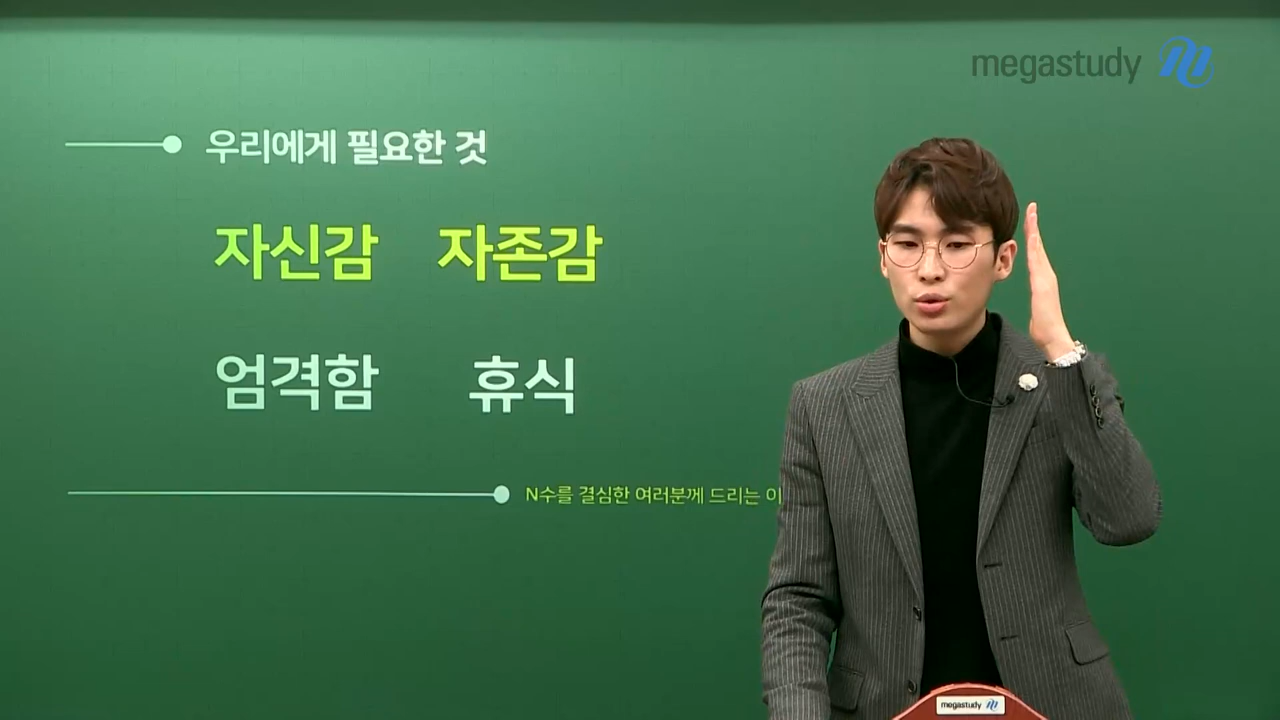 megastudy
우리에게 필요한 것
자신감 자존감
엄격함 휴식
N수를 결심한 여러분께 드리는 이
megastudy